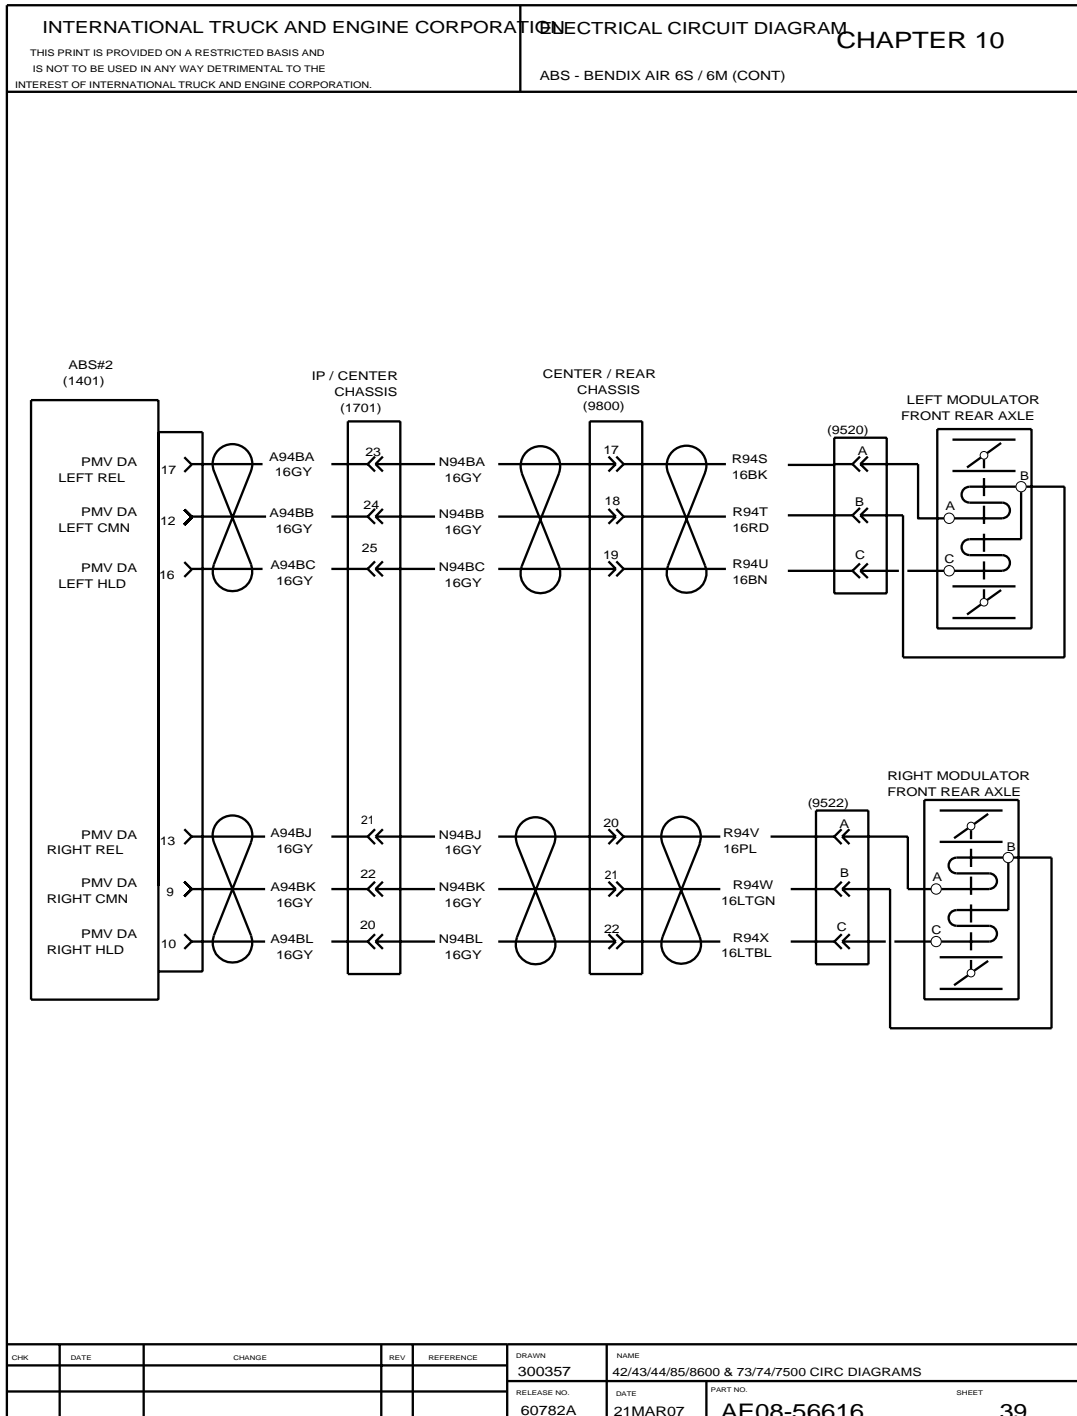 INTERNATIONAL TRUCK AND ENGINE CORPORATION
THIS PRINT IS PROVIDED ON A RESTRICTED BASIS AND
IS NOT TO BE USED IN ANY WAY DETRIMENTAL TO THE
INTEREST OF INTERNATIONAL TRUCK AND ENGINE CORPORATION.
ELECTRICAL CIRCUIT DIAGRAM
CHAPTER 10
ABS - BENDIX AIR 6S / 6M (CONT)
ABS#2
(1401)
IP / CENTER
CHASSIS
(1701)
CENTER / REAR
CHASSIS
(9800)
LEFT MODULATOR
FRONT REAR AXLE
(9520)
PMV DA
LEFT REL
17
A94BA
16GY
23
N94BA
16GY
17
R94S
16BK
A
B
PMV DA
LEFT CMN
12
A94BB
16GY
24
N94BB
16GY
18
R94T
16RD
B
A
PMV DA
LEFT HLD
16
A94BC
16GY
25
N94BC
16GY
19
R94U
16BN
C
C
RIGHT MODULATOR
FRONT REAR AXLE
(9522)
PMV DA
RIGHT REL
13
A94BJ
16GY
21
N94BJ
16GY
20
R94V
16PL
A
B
PMV DA
RIGHT CMN
9
A94BK
16GY
22
N94BK
16GY
21
R94W
16LTGN
B
A
PMV DA
RIGHT HLD
10
A94BL
16GY
20
N94BL
16GY
22
R94X
16LTBL
C
C
CHK
DATE
CHANGE
REV
REFERENCE
DRAWN
300357
NAME
42/43/44/85/8600 & 73/74/7500 CIRC DIAGRAMS
RELEASE NO.
60782A
DATE
21MAR07
PART NO.
AE08-56616
SHEET
39